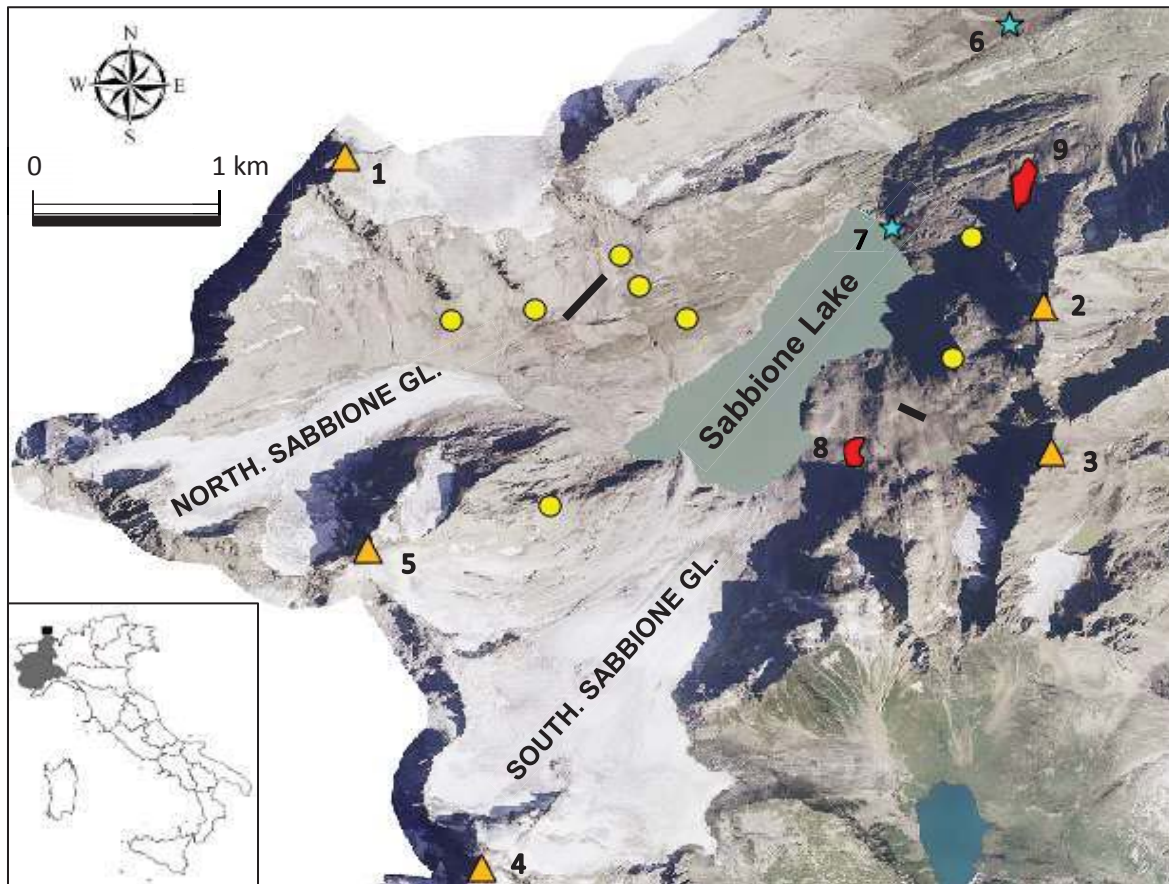 N
W E
S
0 1 km
1
2
3
4
5
6
7
8
9
Sabbione Lake
NORTH. SABBIONE GL.
SOUTH. SABBIONE GL.